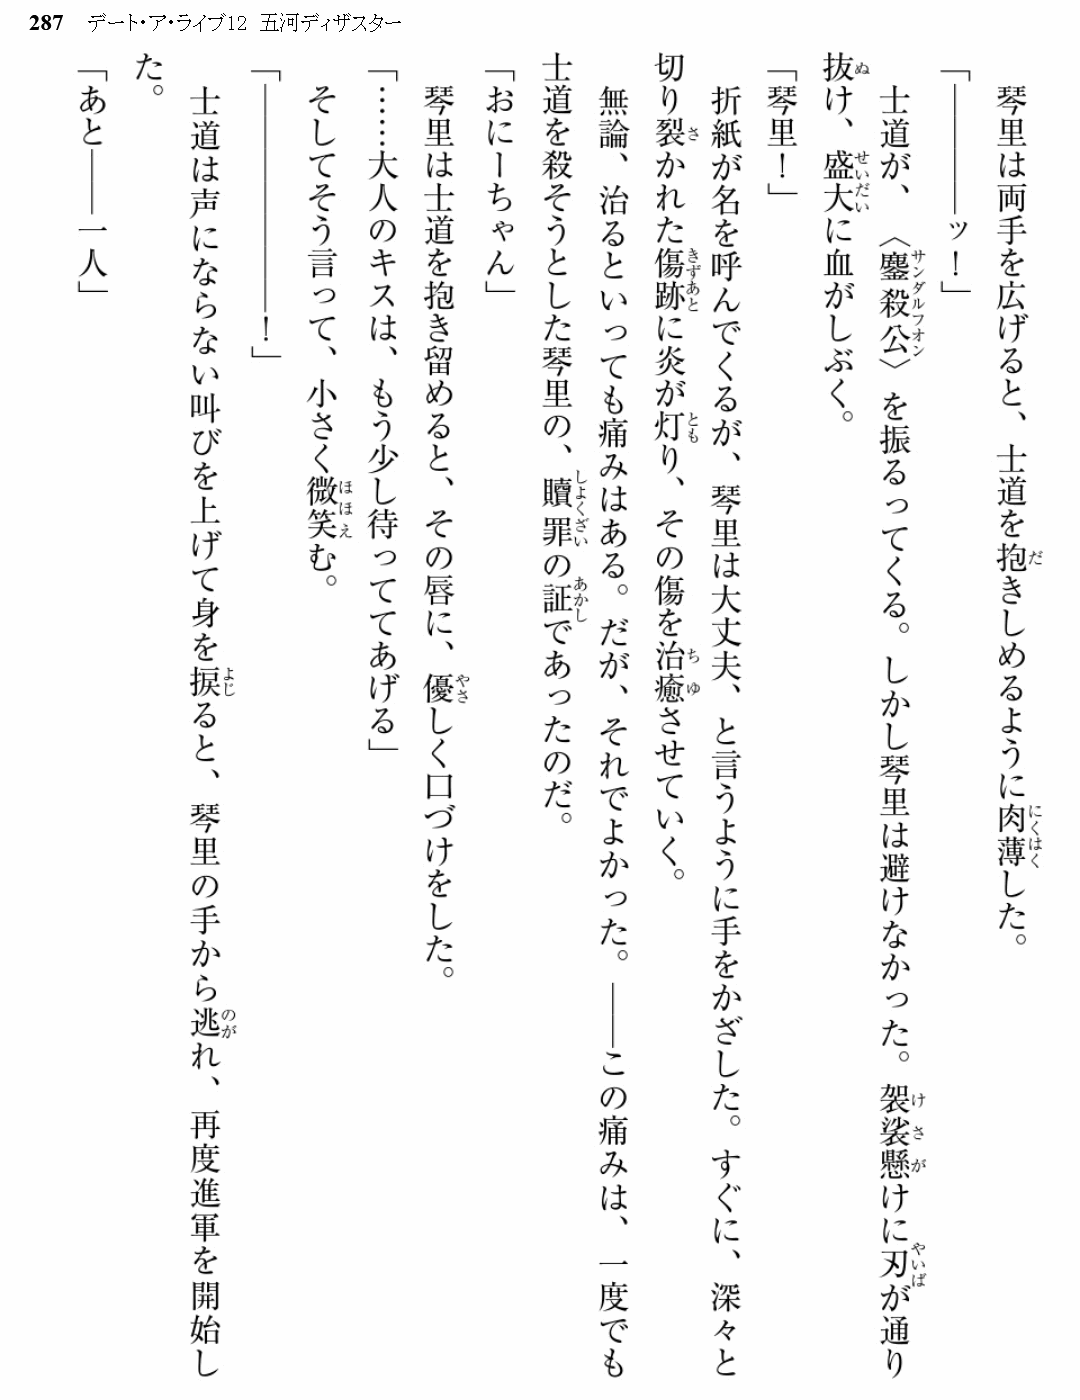 287 デート・ア・ライブ12 五河ディザスター
琴里は両手を広げると、士道を抱きしめるように肉薄した。
「――――ッ！」
士道が、〈鏖殺公〉を振るってくる。しかし琴里は避けなかった。袈裟懸けに刃が通り
抜け、盛大に血がしぶく。
「琴里！」
折紙が名を呼んでくるが、琴里は大丈夫、と言うように手をかざした。すぐに、深々と
切り裂かれた傷跡に炎が灯り、その傷を治癒させていく。
無論、治るといっても痛みはある。だが、それでよかった。――この痛みは、一度でも
士道を殺そうとした琴里の、贖罪の証であったのだ。
「おにーちゃん」
琴里は士道を抱き留めると、その唇に、優しく口づけをした。
「……大人のキスは、もう少し待っててあげる」
そしてそう言って、小さく微笑む。
「―――――――！」
士道は声にならない叫びを上げて身を捩ると、琴里の手から逃れ、再度進軍を開始し
た。
「あと――一人」